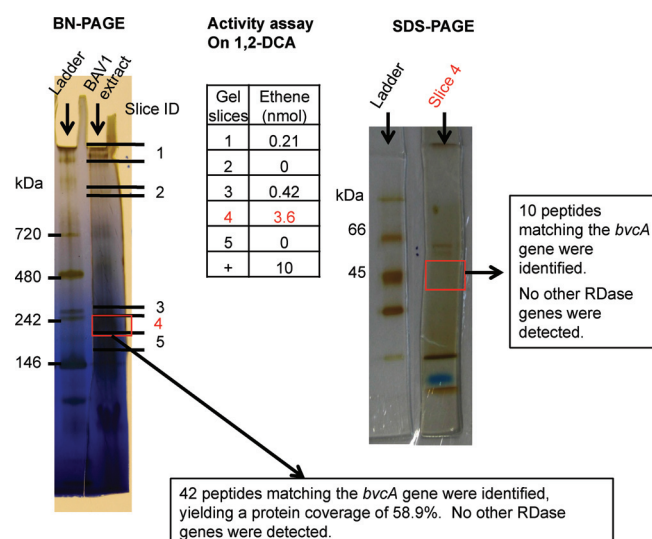 BN-PAGE
Activity assay
On 1,2-DCA
SDS-PAGE
Ladder
BAV1
extract
Slice ID
Ladder
Slice 4
Gel slices
Ethene (nmol)
1 0.21
2 0
3 0.42
4 3.6
5 0
+ 10
1
2
3
4
5
kDa
720
480
242
146
kDa
66
45
10 peptides
matching the bvcA
gene were
identified.
No other RDase
genes were
detected.
42 peptides matching the bvcA gene were identified,
yielding a protein coverage of 58.9%. No other RDase
genes were detected.